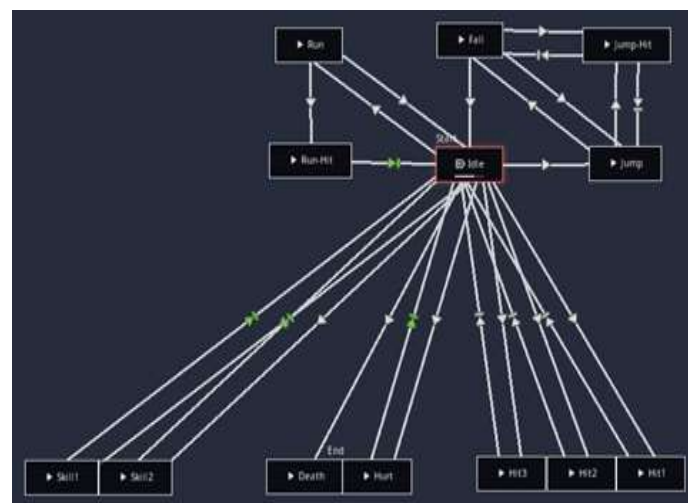 Run
Fall
Jump-Hit
Start
Run-Hit
Idle
Jump
End
Skill1
Skill2
Death
Hurt
Hit3
Hit2
Hit1